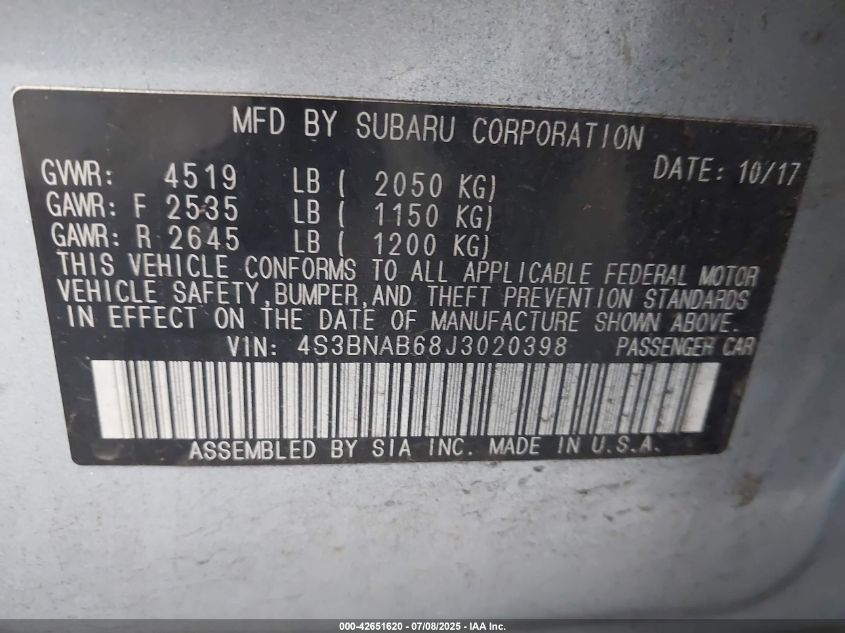 MFD BY SUBARU CORPORATION
DATE: 10/17
GVWR: 4519 LB ( 2050 KG)
GAWR: F 2535 LB ( 1150 KG)
GAWR: R 2645 LB ( 1200 KG)
THIS VEHICLE CONFORMS TO ALL APPLICABLE FEDERAL MOTOR
VEHICLE SAFETY, BUMPER, AND THEFT PREVENTION STANDARDS
IN EFFECT ON THE DATE OF MANUFACTURE SHOWN ABOVE.
VIN: 4S3BNAB68J3020398 PASSENGER CAR
ASSEMBLED BY SIA INC. MADE IN U.S.A.
000-42651620 - 07/08/2025 - IAA Inc.